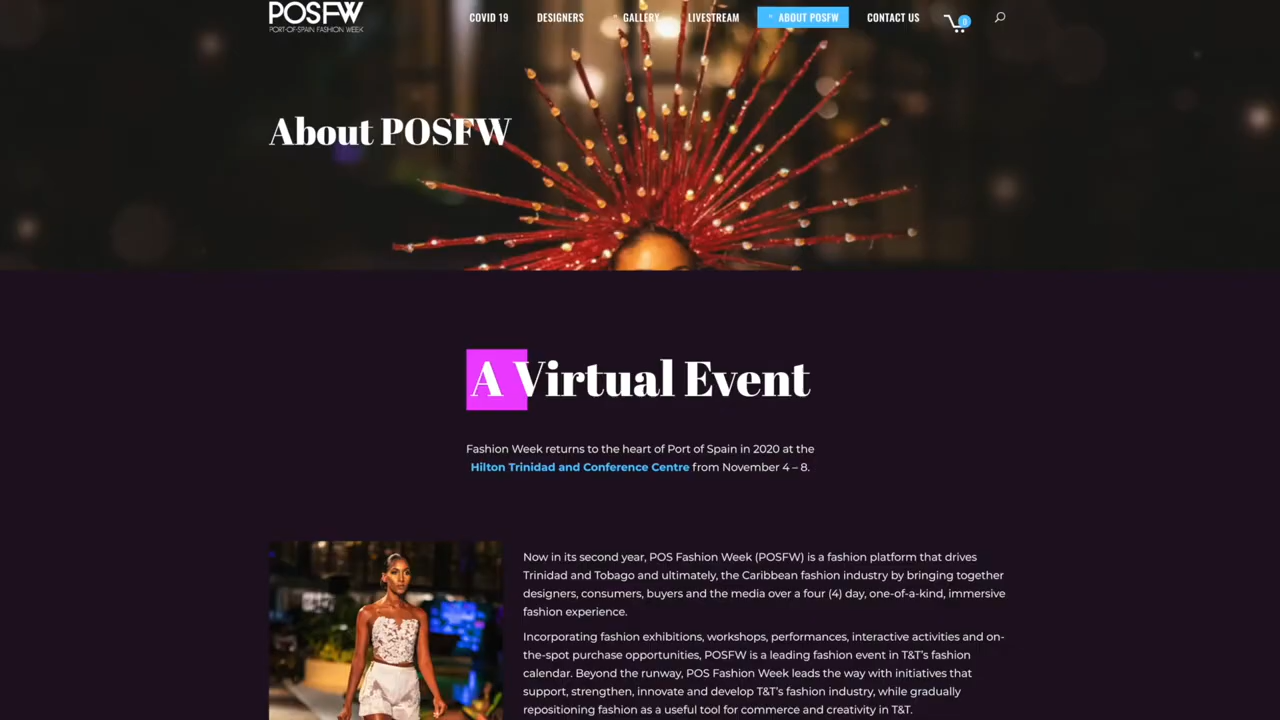 POSFW
PORT-OF-SPAIN FASHION WEEK
COVID 19 DESIGNERS GALLERY LIVESTREAM ABOUT POSFW CONTACT US 0
About POSFW
A Virtual Event
Fashion Week returns to the heart of Port of Spain in 2020 at the
Hilton Trinidad and Conference Centre from November 4 – 8.
Now in its second year, POS Fashion Week (POSFW) is a fashion platform that drives
Trinidad and Tobago and ultimately, the Caribbean fashion industry by bringing together
designers, consumers, buyers and the media over a four (4) day, one-of-a-kind, immersive
fashion experience.
Incorporating fashion exhibitions, workshops, performances, interactive activities and on-
the-spot purchase opportunities, POSFW is a leading fashion event in T&T's fashion
calendar. Beyond the runway, POS Fashion Week leads the way with initiatives that
support, strengthen, innovate and develop T&T's fashion industry, while gradually
repositioning fashion as a useful tool for commerce and creativity in T&T.